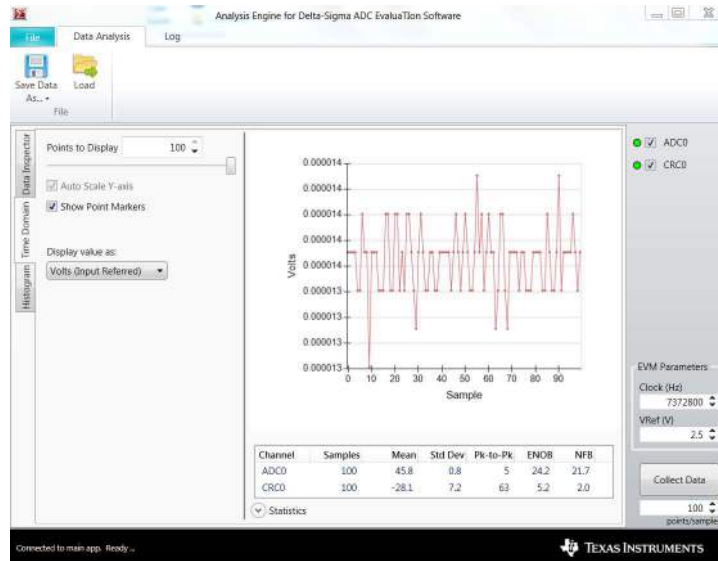 Analysis Engine for Delta-Sigma ADC EvaluaTIon Software
File Data Analysis Log
Save Data As... Load
File
Data Inspector
Time Domain
Histogram
Points to Display 100
Auto Scale Y-axis
Show Point Markers
Display value as:
Volts (Input Referred)
Volts
0.000014
0.000014
0.000014
0.000014
0.000013
0.000013
0.000013
0 10 20 30 40 50 60 70 80 90
Sample
Channel Samples Mean Std Dev Pk-to-Pk ENOB NFB
ADC0 100 45.8 0.8 5 24.2 21.7
CRC0 100 -28.1 7.2 63 5.2 2.0
Statistics
ADC0
CRC0
EVM Parameters
Clock (Hz)
7372800
VRef (V)
2.5
Collect Data
100
points/sample
Connected to main app. Ready ...
TEXAS INSTRUMENTS